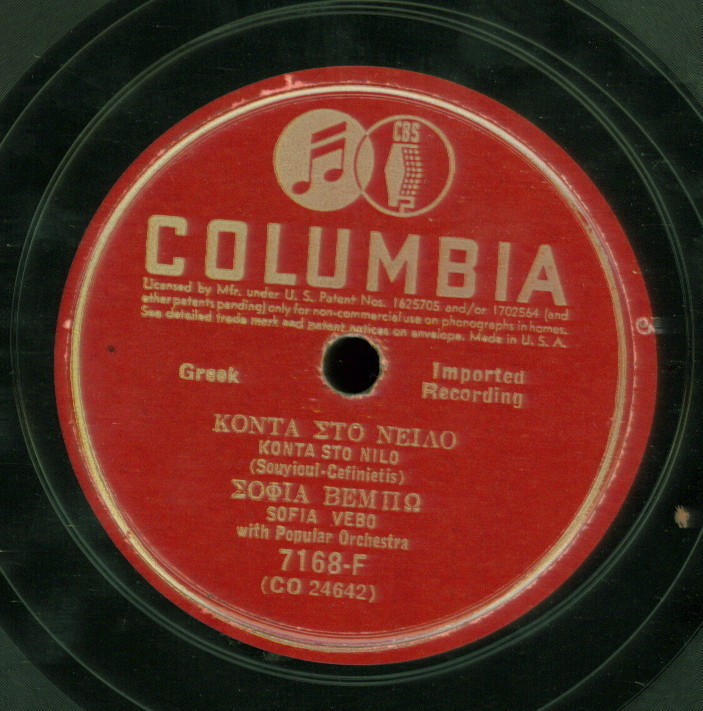 CBS
COLUMBIA
Licensed by Mfr. under U. S. Patent Nos. 1625705 and/or 1702564 (and
other patents pending) only for non-commercial use on phonographs in homes.
See detailed trade mark and patent notices on envelope. Made in U. S. A.
Greek
Imported
Recording
ΚΟΝΤΑ ΣΤΟ ΝΕΙΛΟ
KONTA STO NILO
(Souyioul-Cefinietis)
ΣΟΦΙΑ ΒΕΜΠΩ
SOFIA VEBO
with Popular Orchestra
7168-F
(CO 24642)